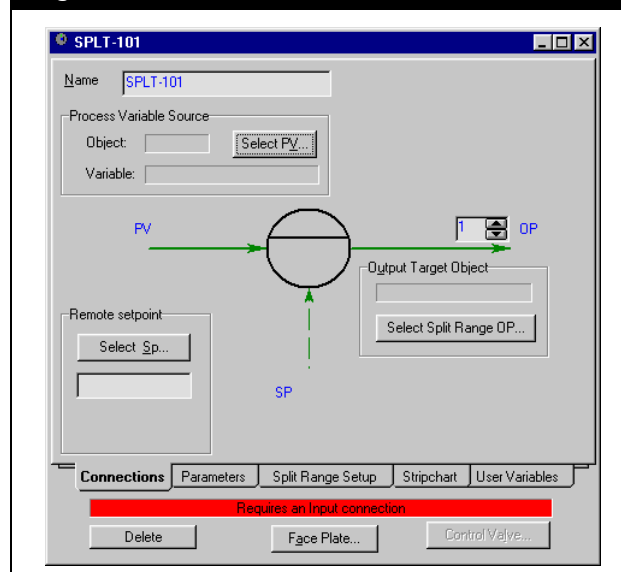 SPLT-101
Name SPLT-101
Process Variable Source
Object: Select PV...
Variable:
PV 1 OP
Output Target Object
Select Split Range OP...
Remote setpoint
Select Sp...
SP
Connections Parameters Split Range Setup Stripchart User Variables
Requires an Input connection
Delete Face Plate... Control Valve...